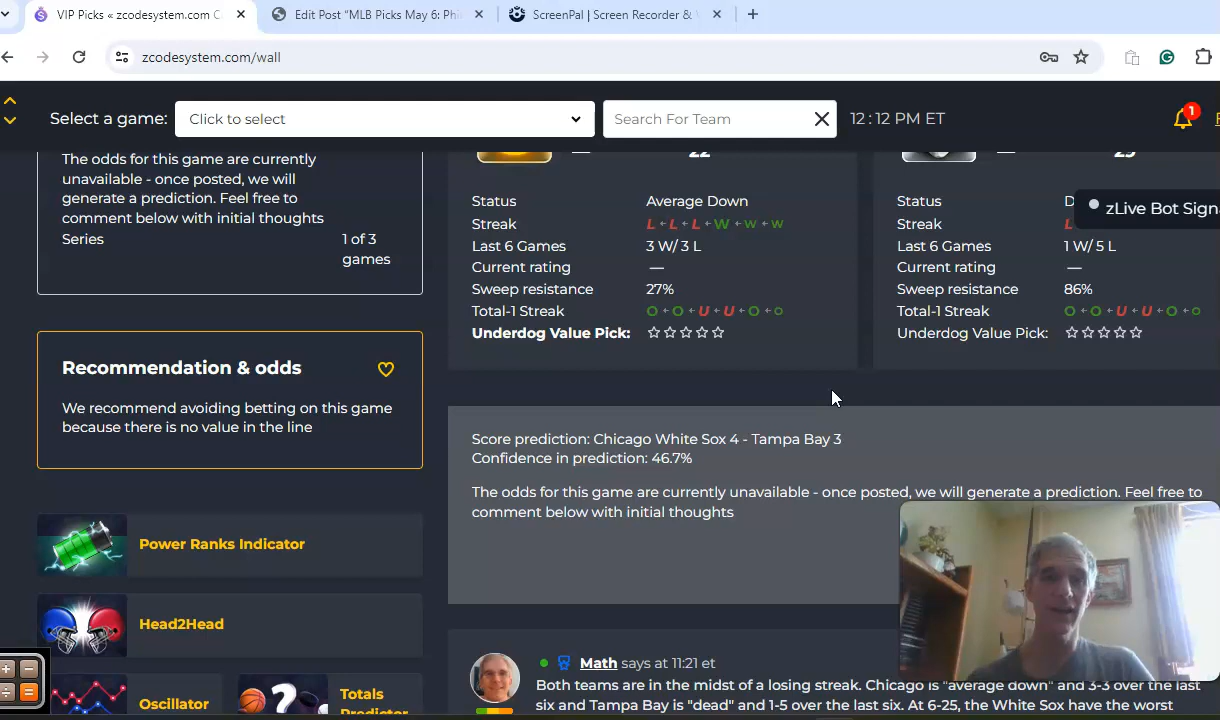 VIP Picks « zcodesystem.com C
Edit Post “MLB Picks May 6: Phi
ScreenPal | Screen Recorder &
zcodesystem.com/wall
Select a game:
Click to select
Search For Team
12:12 PM ET
1
The odds for this game are currently
unavailable - once posted, we will
generate a prediction. Feel free to
comment below with initial thoughts
Series
1 of 3
games
Recommendation & odds
We recommend avoiding betting on this game
because there is no value in the line
Power Ranks Indicator
Head2Head
Oscillator
Totals
Predictor
—
22
Status
Average Down
Streak
L - L - L - W - W - W
Last 6 Games
3 W/ 3 L
Current rating
—
Sweep resistance
27%
Total-1 Streak
O - O - U - U - O - O
Underdog Value Pick:
—
Status
D
Streak
L
Last 6 Games
1 W/ 5 L
Current rating
—
Sweep resistance
86%
Total-1 Streak
O - O - U - U - O - O
Underdog Value Pick:
zLive Bot Signa
Score prediction: Chicago White Sox 4 - Tampa Bay 3
Confidence in prediction: 46.7%
The odds for this game are currently unavailable - once posted, we will generate a prediction. Feel free to
comment below with initial thoughts
Math says at 11:21 et
Both teams are in the midst of a losing streak. Chicago is "average down" and 3-3 over the last
six and Tampa Bay is "dead" and 1-5 over the last six. At 6-25, the White Sox have the worst